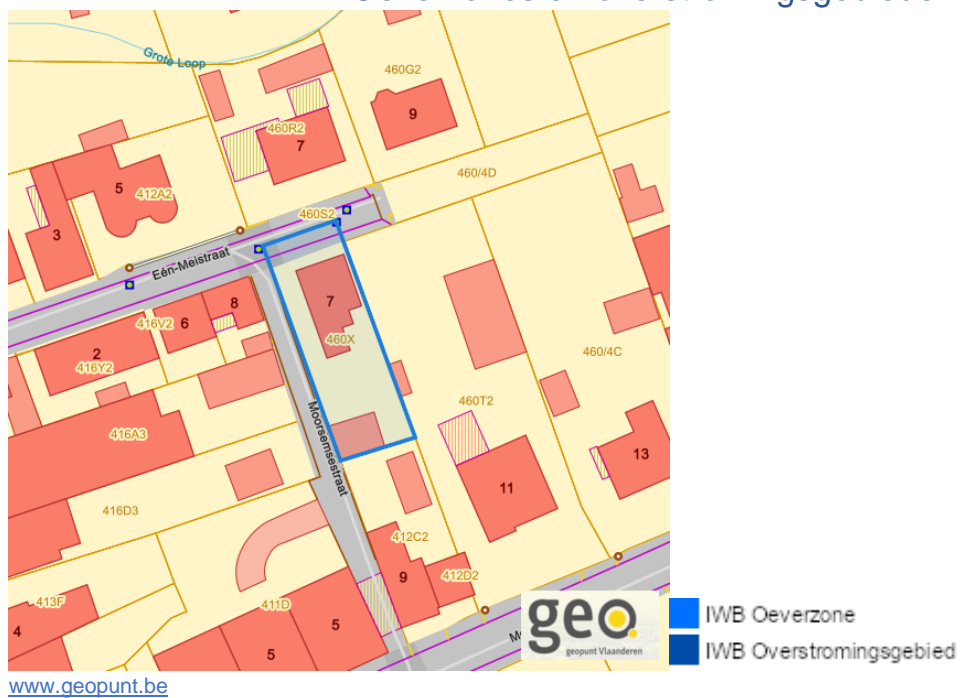 Grote Loop
460G2
9
460R2
7
460/4D
5
412A2
3
460S2
Eén-Meistraat
8
7
416V2
6
460X
2
416Y2
460/4C
460T2
Moorsemsestraat
416A3
13
11
416D3
412C2
9
412D2
413F
411D
4
5
5
geo
geopunt Vlaanderen
IWB Oeverzone
IWB Overstromingsgebied
www.geopunt.be